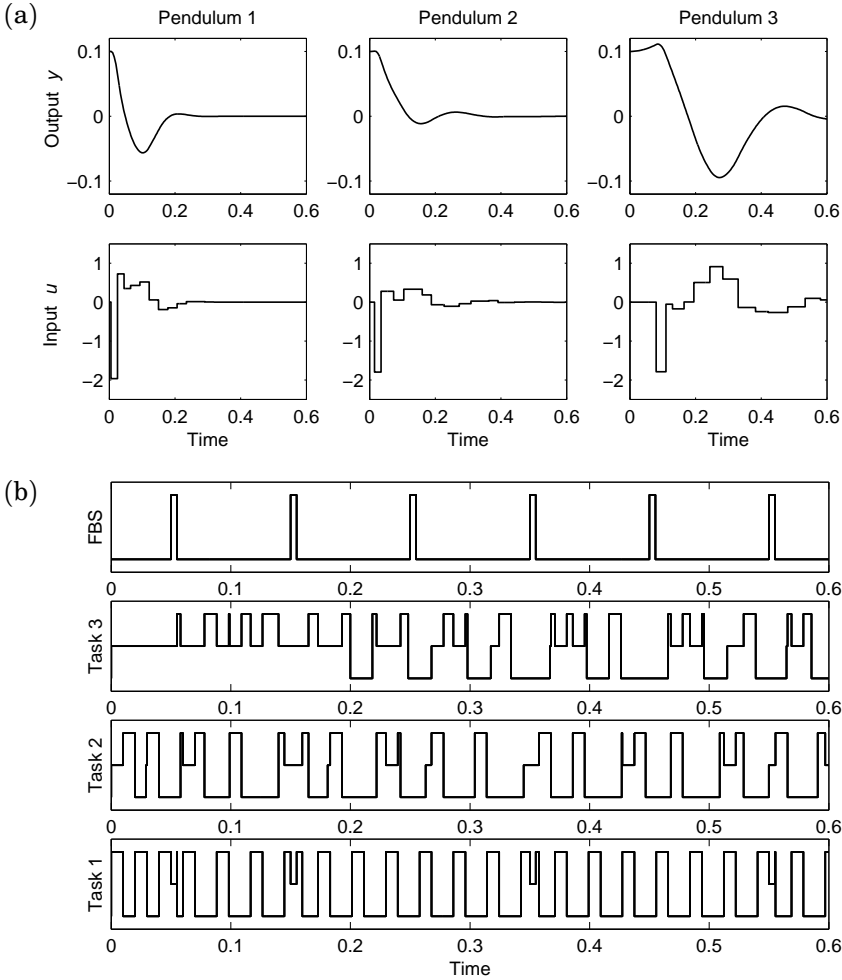 (a)
Pendulum 1 Pendulum 2 Pendulum 3
Output y
0.1 0.1 0.1
0 0 0
−0.1 −0.1 −0.1
0 0.2 0.4 0.6 0 0.2 0.4 0.6 0 0.2 0.4 0.6
Input u
1 1 1
0 0 0
−1 −1 −1
−2 −2 −2
0 0.2 0.4 0.6 0 0.2 0.4 0.6 0 0.2 0.4 0.6
Time Time Time
(b)
FBS
0 0.1 0.2 0.3 0.4 0.5 0.6
Task 3
0 0.1 0.2 0.3 0.4 0.5 0.6
Task 2
0 0.1 0.2 0.3 0.4 0.5 0.6
Task 1
0 0.1 0.2 0.3 0.4 0.5 0.6
Time